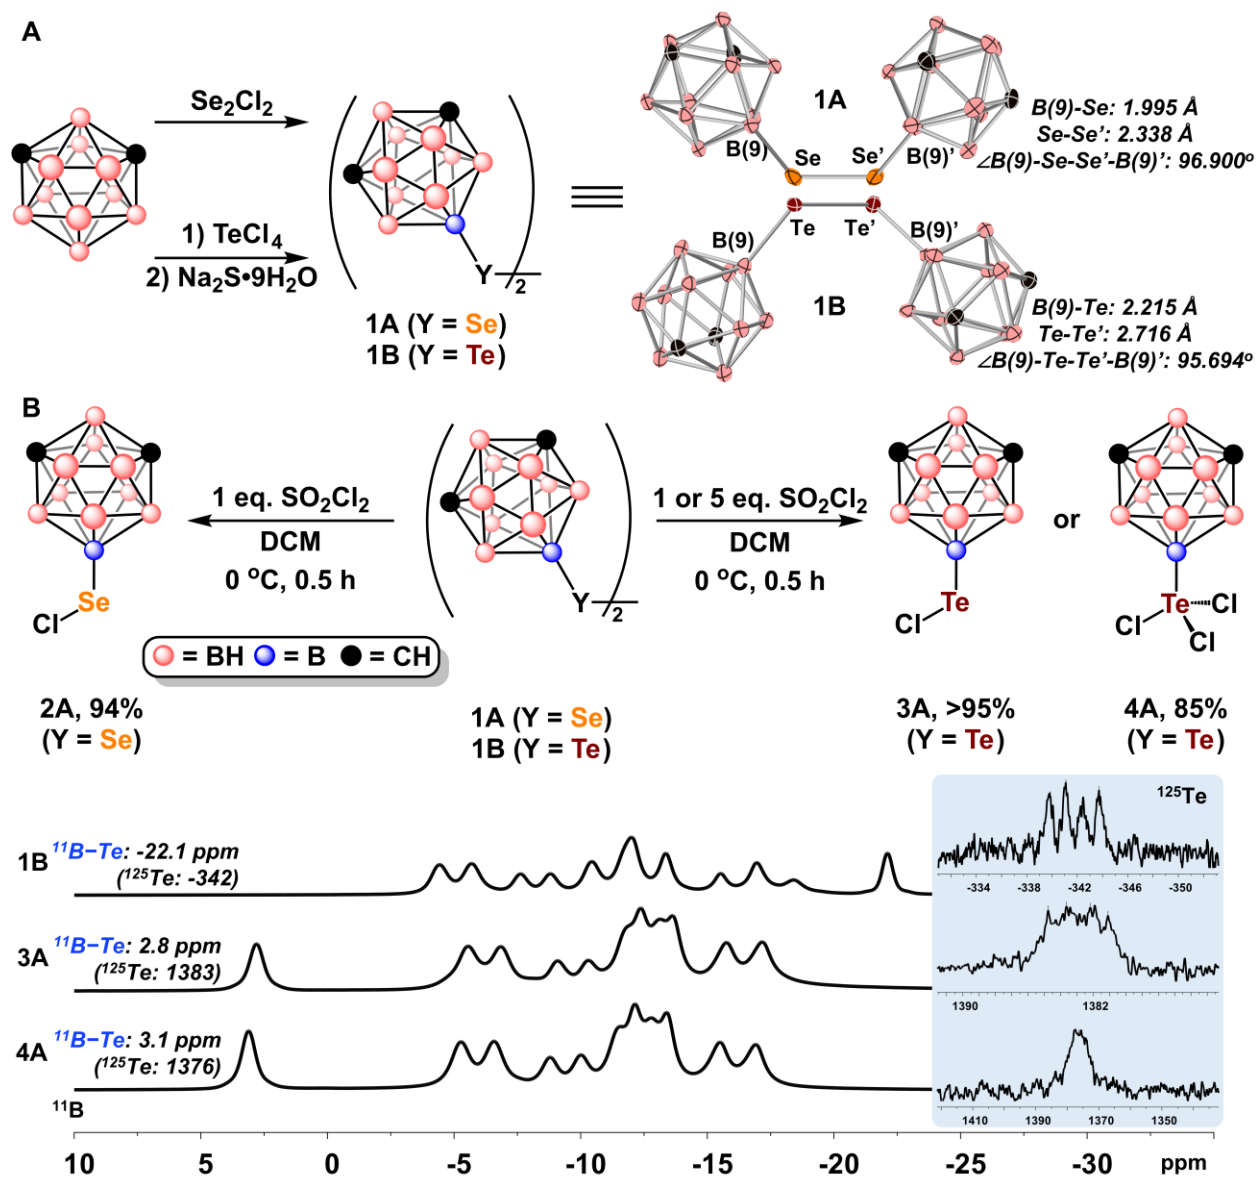 A
Se2Cl2
1) TeCl4
2) Na2S•9H2O
Y
2
1A (Y = Se)
1B (Y = Te)
1A
B(9)
Se
Se’
B(9)’
B(9)-Se: 1.995 Å
Se-Se’: 2.338 Å
∠B(9)-Se-Se’-B(9)’: 96.900o
B(9)
Te
Te’
B(9)’
1B
B(9)-Te: 2.215 Å
Te-Te’: 2.716 Å
∠B(9)-Te-Te’-B(9)’: 95.694o
B
1 eq. SO2Cl2
DCM
0 oC, 0.5 h
Y
2
1 or 5 eq. SO2Cl2
DCM
0 oC, 0.5 h
or
Se
Cl
Te
Cl
Te
Cl
Cl
Cl
= BH = B = CH
2A, 94%
(Y = Se)
1A (Y = Se)
1B (Y = Te)
3A, >95%
(Y = Te)
4A, 85%
(Y = Te)
1B 11B−Te: -22.1 ppm
(125Te: -342)
3A 11B−Te: 2.8 ppm
(125Te: 1383)
4A 11B−Te: 3.1 ppm
(125Te: 1376)
11B
125Te
-334 -338 -342 -346 -350
1390 1382
1410 1390 1370 1350
10 5 0 -5 -10 -15 -20 -25 -30 ppm